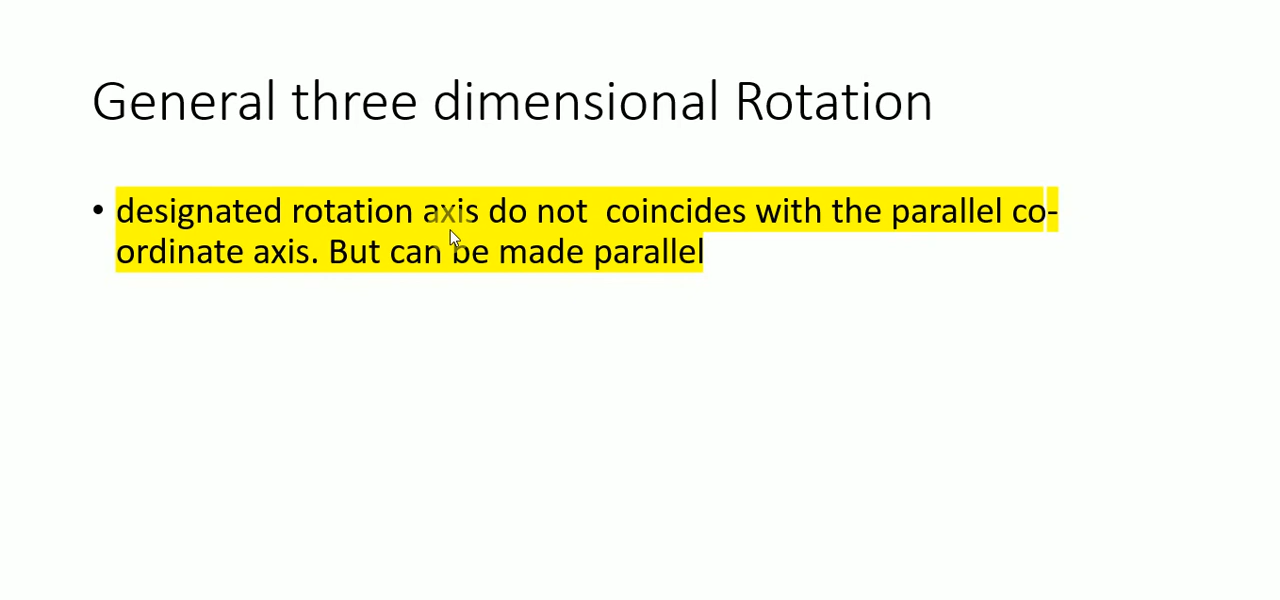 General three dimensional Rotation
• designated rotation axis do not  coincides with the parallel co-
ordinate axis. But can be made parallel